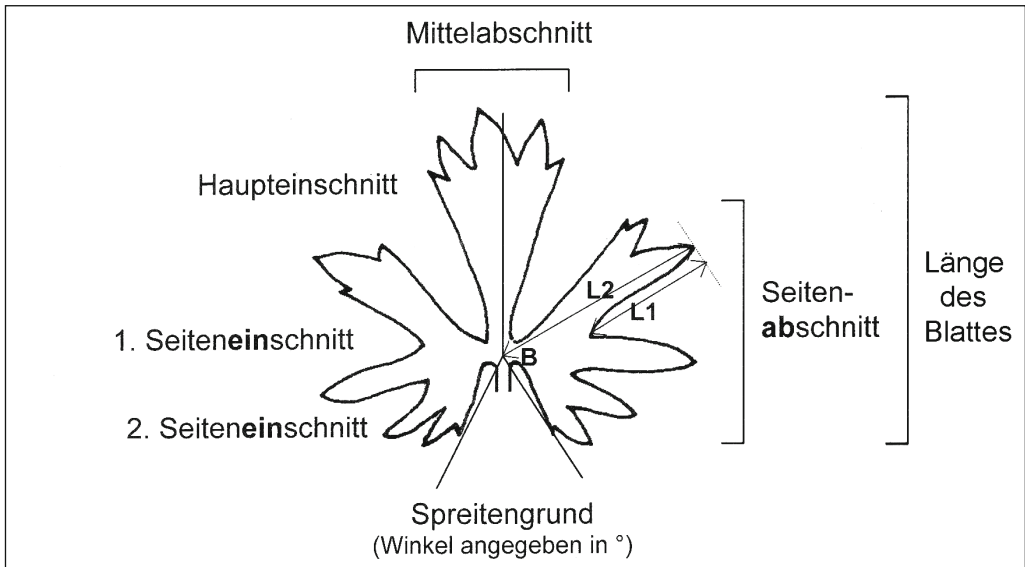 Mittelabschnitt
Haupteinschnitt
L2
L1
Seiten-
abschnitt
Länge
des
Blattes
1. Seiteneinschnitt
B
2. Seiteneinschnitt
Spreitengrund
(Winkel angegeben in °)